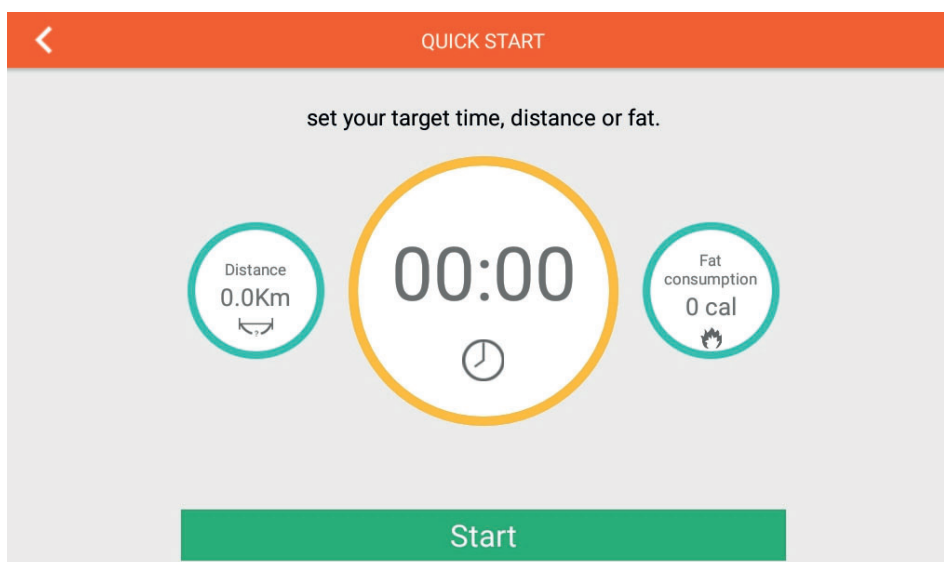 QUICK START
set your target time, distance or fat.
Distance
0.0Km
?
00:00
Fat
consumption
0 cal
Start